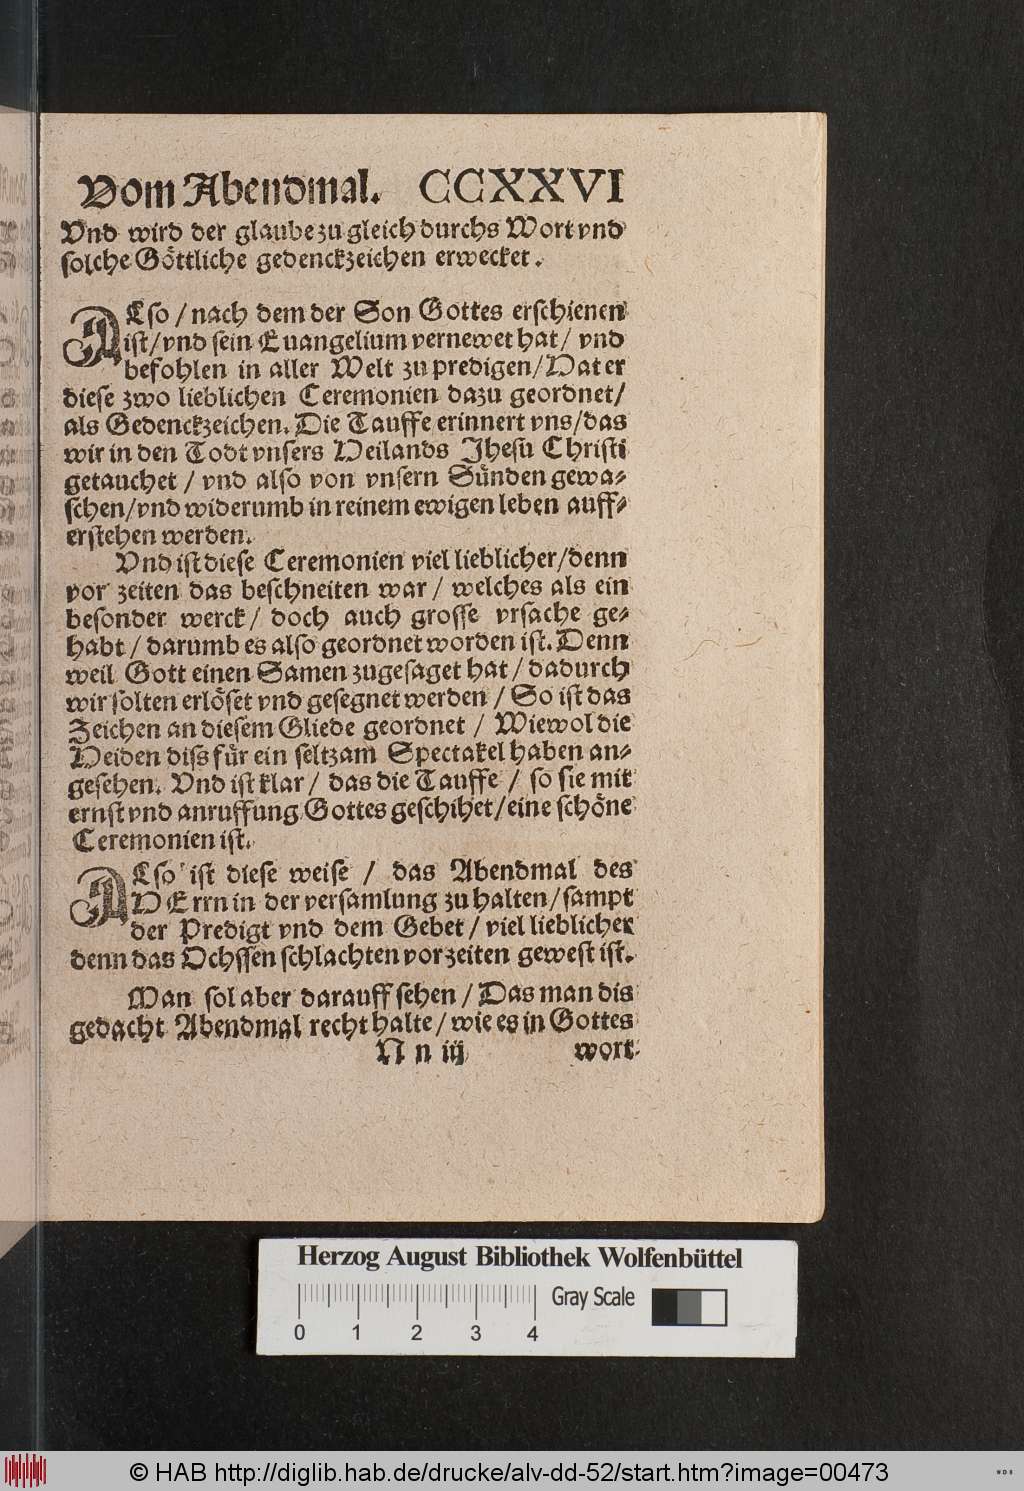 Vom Abendmal. CCXXVI
Vnd wird der glaube zu gleich durchs Wort vnd
solche Göttliche gedenckzeichen erwecket.
ALso / nach dem der Son Gottes erschienen
ist / vnd sein Euangelium vernewet hat / vnd
befohlen in aller Welt zu predigen / Hat er
diese zwo lieblichen Ceremonien dazu geordnet /
als Gedenckzeichen. Die Tauffe erinnert vns / das
wir in den Todt vnsers Heilands Jhesu Christi
getauchet / vnd also von vnsern Sünden gewa-
schen / vnd widerumb in reinem ewigen leben auff-
erstehen werden.
Vnd ist diese Ceremonien viel lieblicher / denn
vor zeiten das beschneiten war / welches als ein
besonder werck / doch auch grosse vrsache ge-
habt / darumb es also geordnet worden ist. Denn
weil Gott einen Samen zugesaget hat / dadurch
wir solten erlöset vnd gesegnet werden / So ist das
Zeichen an diesem Gliede geordnet / Wiewol die
Heiden diss für ein seltzam Spectakel haben an-
gesehen. Vnd ist klar / das die Tauffe / so sie mit
ernst vnd anruffung Gottes geschihet / eine schöne
Ceremonien ist.
ALso ist diese weise / das Abendmal des
HErrn in der versamlung zu halten / sampt
der Predigt vnd dem Gebet / viel lieblicher
denn das Ochssen schlachten vor zeiten gewest ist.
Man sol aber darauff sehen / Das man dis
gedacht Abendmal recht halte / wie es in Gottes
N n iij wort
Herzog August Bibliothek Wolfenbüttel
Gray Scale
0 1 2 3 4
© HAB http://diglib.hab.de/drucke/alv-dd-52/start.htm?image=00473